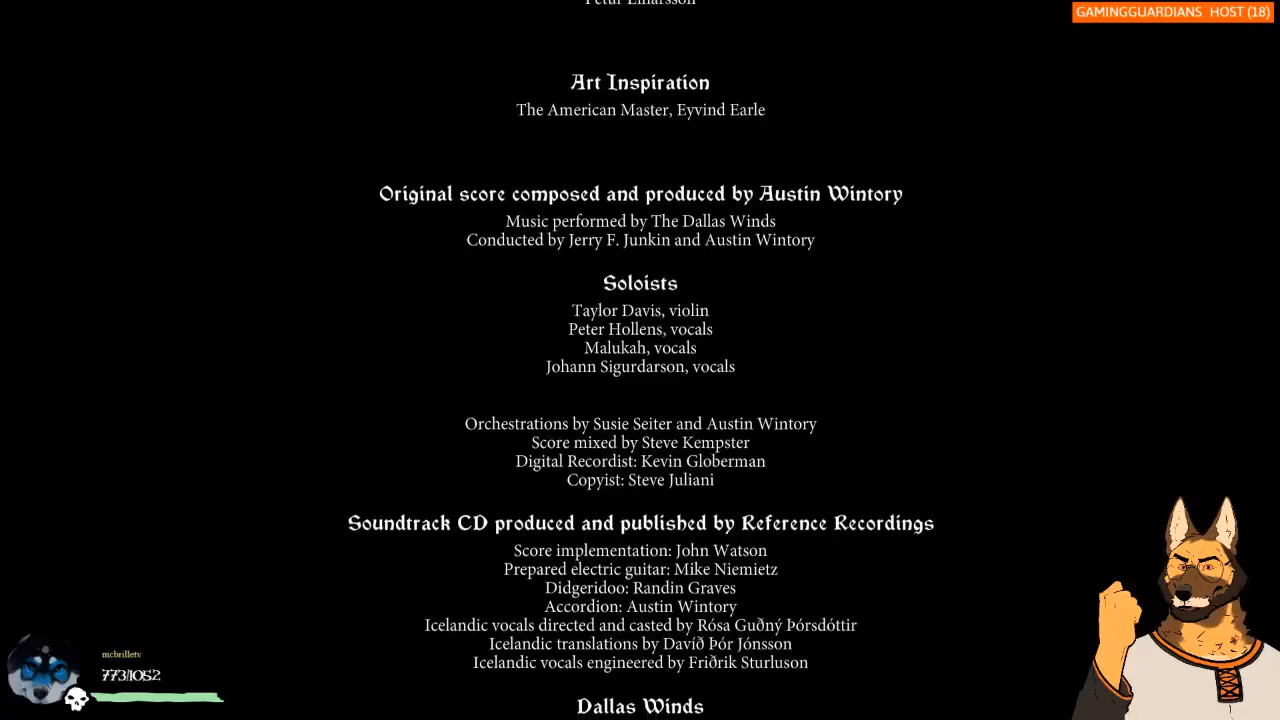 Petur Einarsson
GAMINGGUARDIANS HOST (18)
Art Inspiration
The American Master, Eyvind Earle
Original score composed and produced by Austin Wintory
Music performed by The Dallas Winds
Conducted by Jerry F. Junkin and Austin Wintory
Soloists
Taylor Davis, violin
Peter Hollens, vocals
Malukah, vocals
Johann Sigurdarson, vocals
Orchestrations by Susie Seiter and Austin Wintory
Score mixed by Steve Kempster
Digital Recordist: Kevin Globerman
Copyist: Steve Juliani
Soundtrack CD produced and published by Reference Recordings
Score implementation: John Watson
Prepared electric guitar: Mike Niemietz
Didgeridoo: Randin Graves
Accordion: Austin Wintory
Icelandic vocals directed and casted by Rósa Guðný Þórsdóttir
Icelandic translations by Davíð Þór Jónsson
Icelandic vocals engineered by Friðrik Sturluson
mcbrilletv
773/1052
Dallas Winds